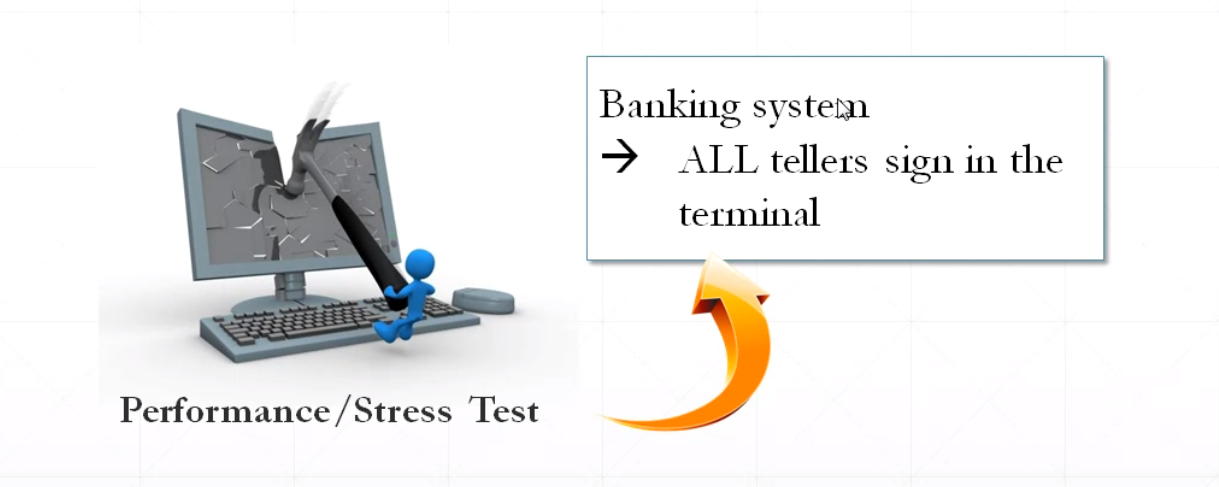 Banking system
→ ALL tellers sign in the
terminal
Performance/Stress Test